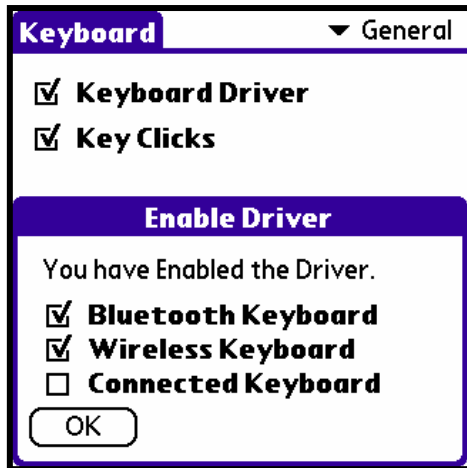 Keyboard
General
Keyboard Driver
Key Clicks
Enable Driver
You have Enabled the Driver.
Bluetooth Keyboard
Wireless Keyboard
Connected Keyboard
OK